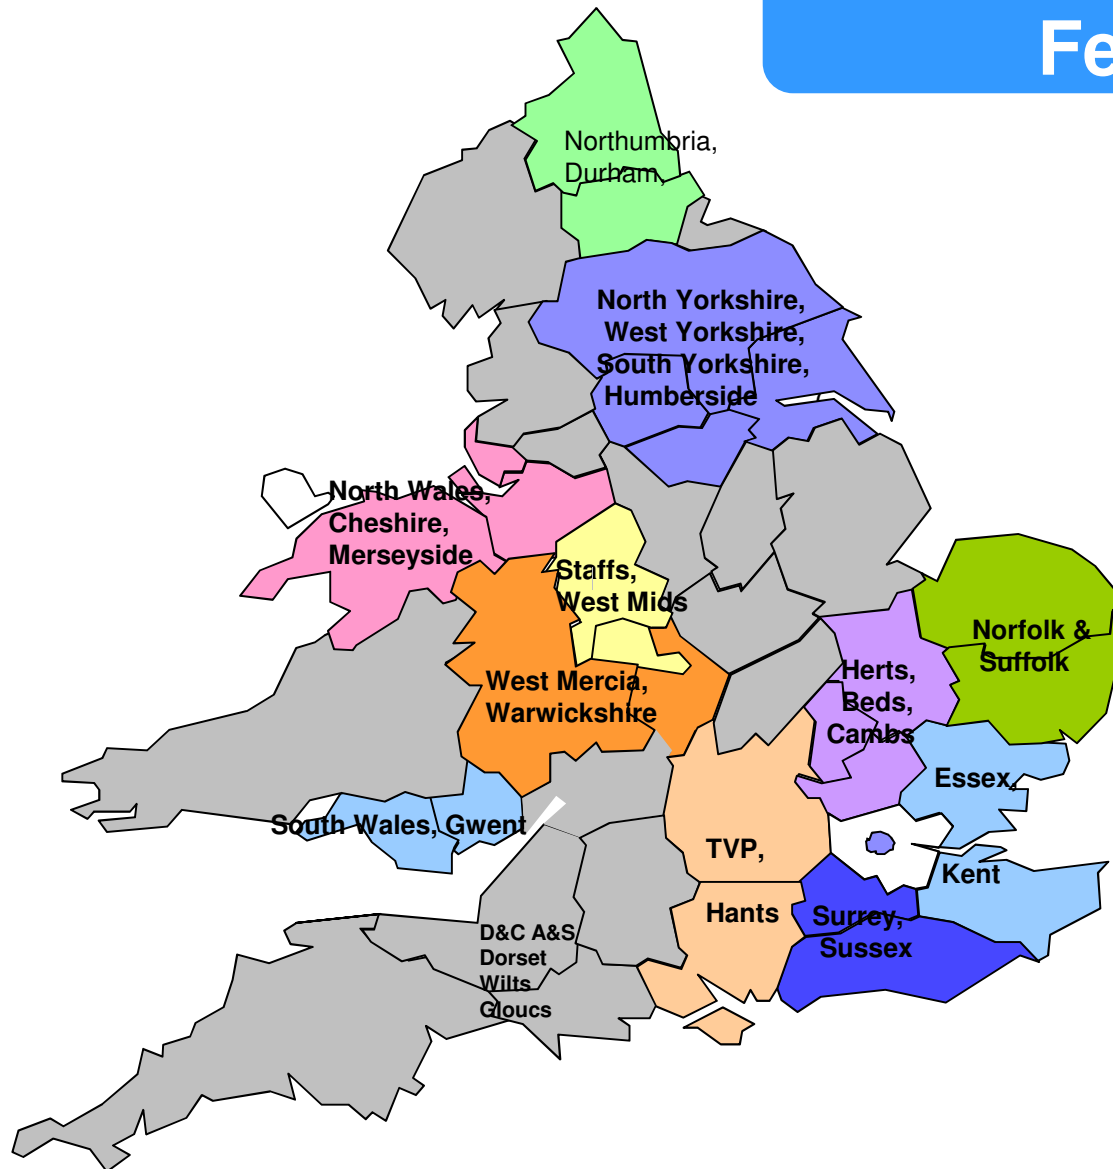 Fe
Northumbria,
Durham,
North Yorkshire,
West Yorkshire,
South Yorkshire,
Humberside
North Wales,
Cheshire,
Merseyside
Staffs,
West Mids
Norfolk &
Suffolk
Herts,
Beds,
Cambs
West Mercia,
Warwickshire
Essex,
South Wales, Gwent
TVP,
Kent
Hants
Surrey,
Sussex
D&C A&S
Dorset
Wilts
Gloucs